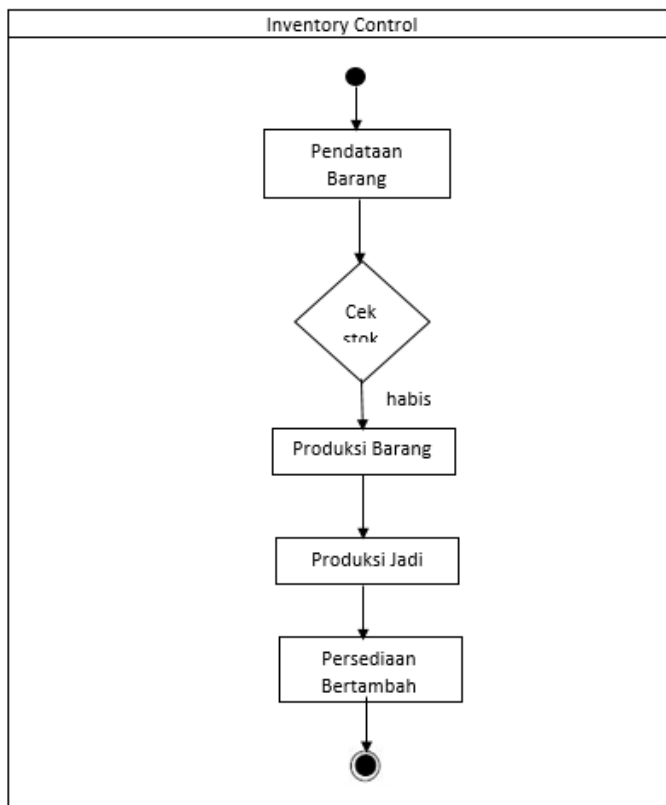 Inventory Control
Pendataan
Barang
Cek
stok
habis
Produksi Barang
Produksi Jadi
Persediaan
Bertambah